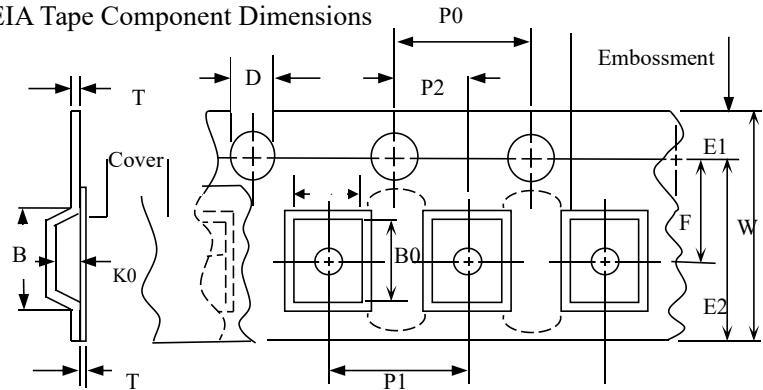 EIA Tape Component Dimensions
P0
Embossment
D
P2
T
E1
Cover
F
W
B
B0
K0
E2
T
P1